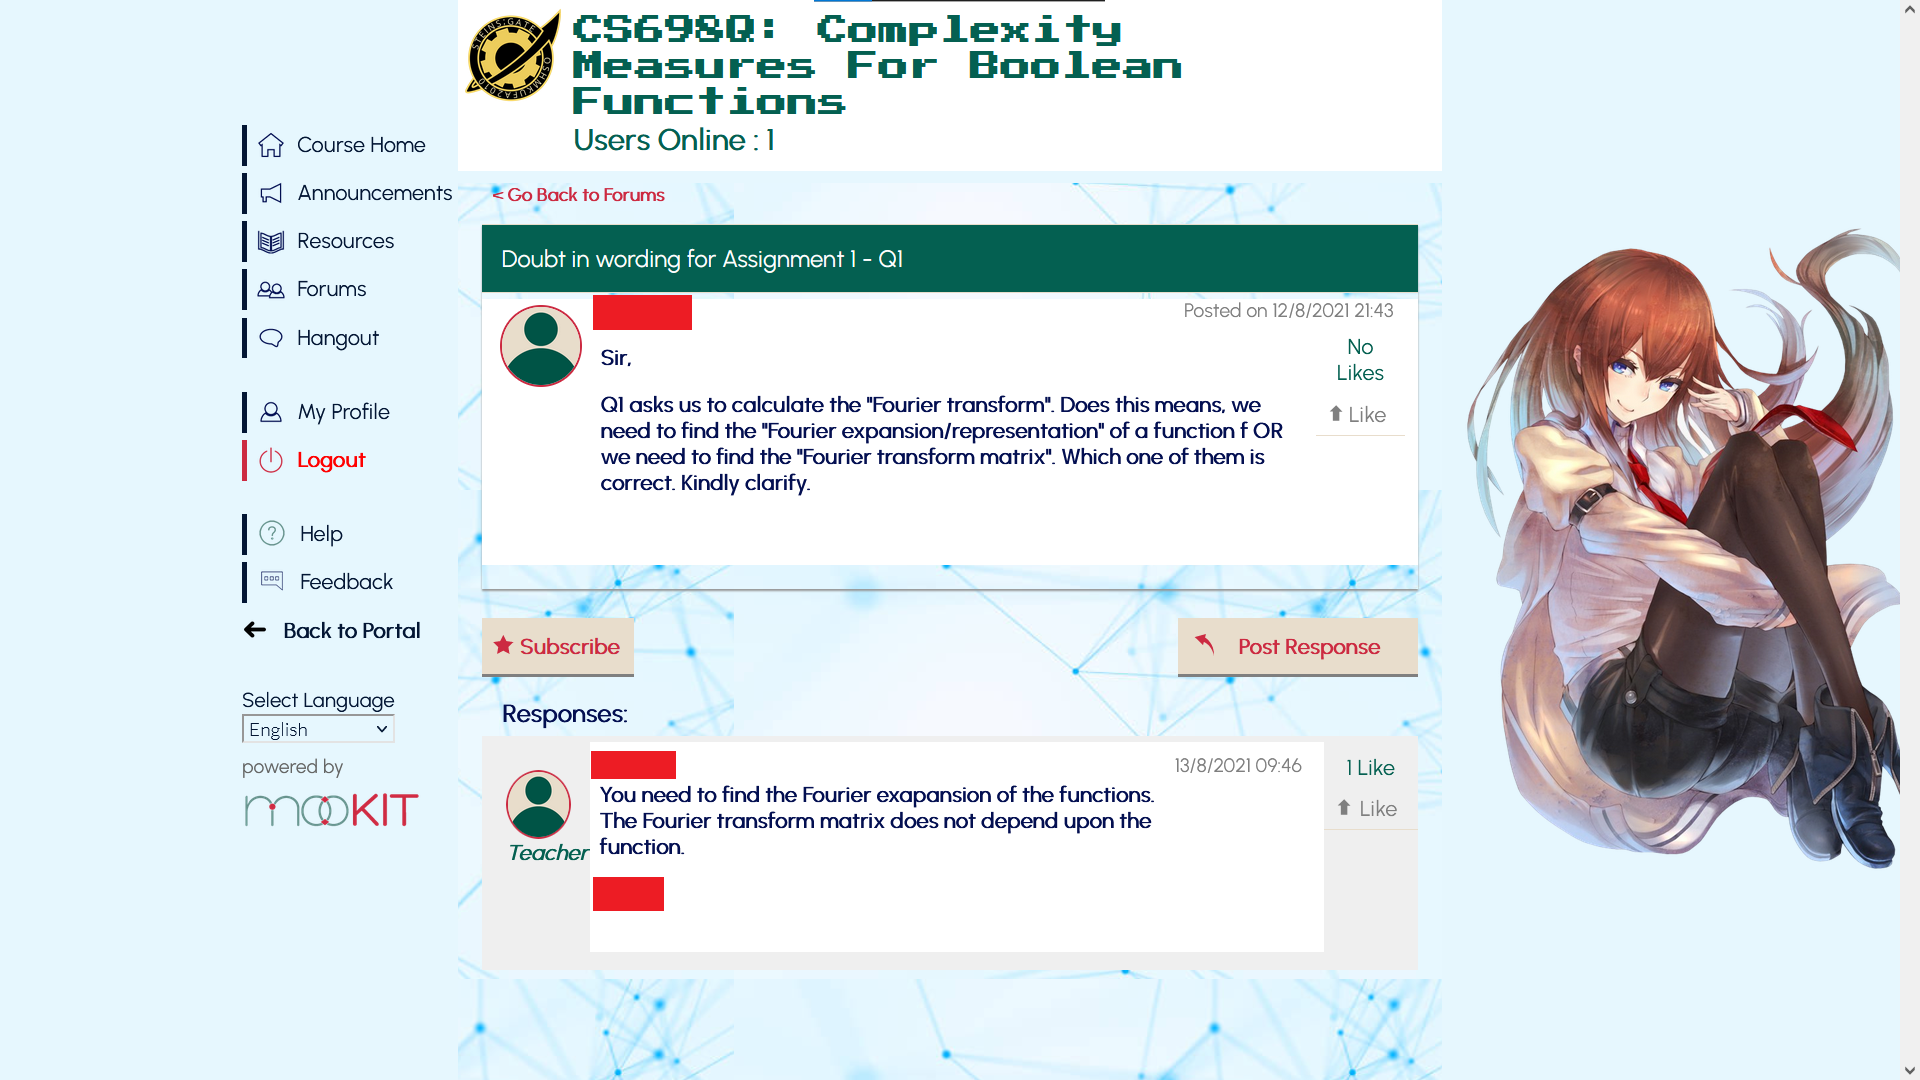 STEINS;GATE
OSHMKUFA2010
CS698Q: Complexity
Measures For Boolean
Functions
Users Online : 1
Course Home
Announcements
Resources
Forums
Hangout
My Profile
Logout
Help
Feedback
Back to Portal
Select Language
English
powered by
mooKIT
< Go Back to Forums
Doubt in wording for Assignment 1 - Q1
Posted on 12/8/2021 21:43
Sir,
Q1 asks us to calculate the "Fourier transform". Does this means, we
need to find the "Fourier expansion/representation" of a function f OR
we need to find the "Fourier transform matrix". Which one of them is
correct. Kindly clarify.
No
Likes
Like
Subscribe
Post Response
Responses:
Teacher
13/8/2021 09:46
You need to find the Fourier exapansion of the functions.
The Fourier transform matrix does not depend upon the
function.
1 Like
Like